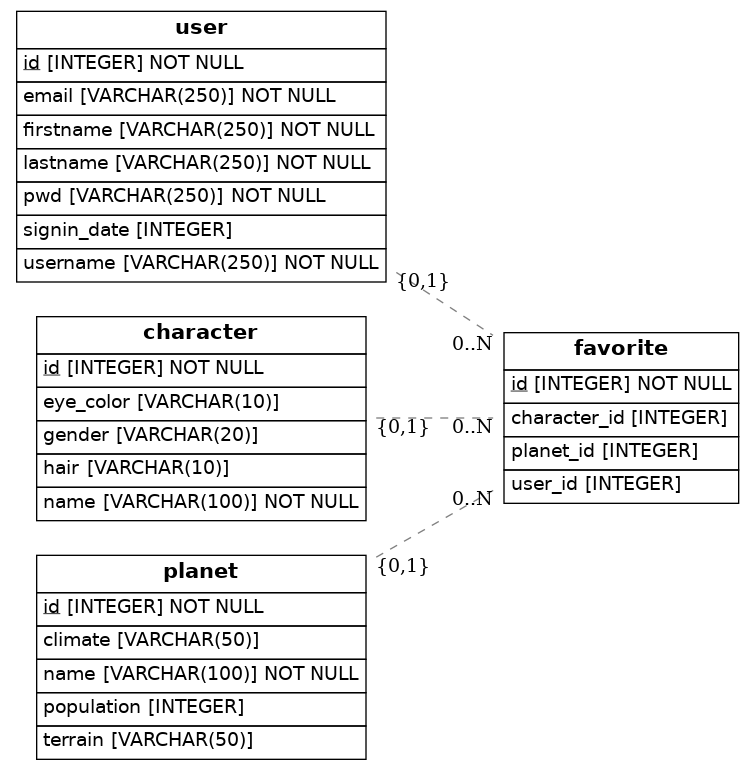 user
id [INTEGER] NOT NULL
email [VARCHAR(250)] NOT NULL
firstname [VARCHAR(250)] NOT NULL
lastname [VARCHAR(250)] NOT NULL
pwd [VARCHAR(250)] NOT NULL
signin_date [INTEGER]
username [VARCHAR(250)] NOT NULL
{0,1}
0..N
character
id [INTEGER] NOT NULL
eye_color [VARCHAR(10)]
gender [VARCHAR(20)]
hair [VARCHAR(10)]
name [VARCHAR(100)] NOT NULL
{0,1}
0..N
favorite
id [INTEGER] NOT NULL
character_id [INTEGER]
planet_id [INTEGER]
user_id [INTEGER]
0..N
{0,1}
planet
id [INTEGER] NOT NULL
climate [VARCHAR(50)]
name [VARCHAR(100)] NOT NULL
population [INTEGER]
terrain [VARCHAR(50)]